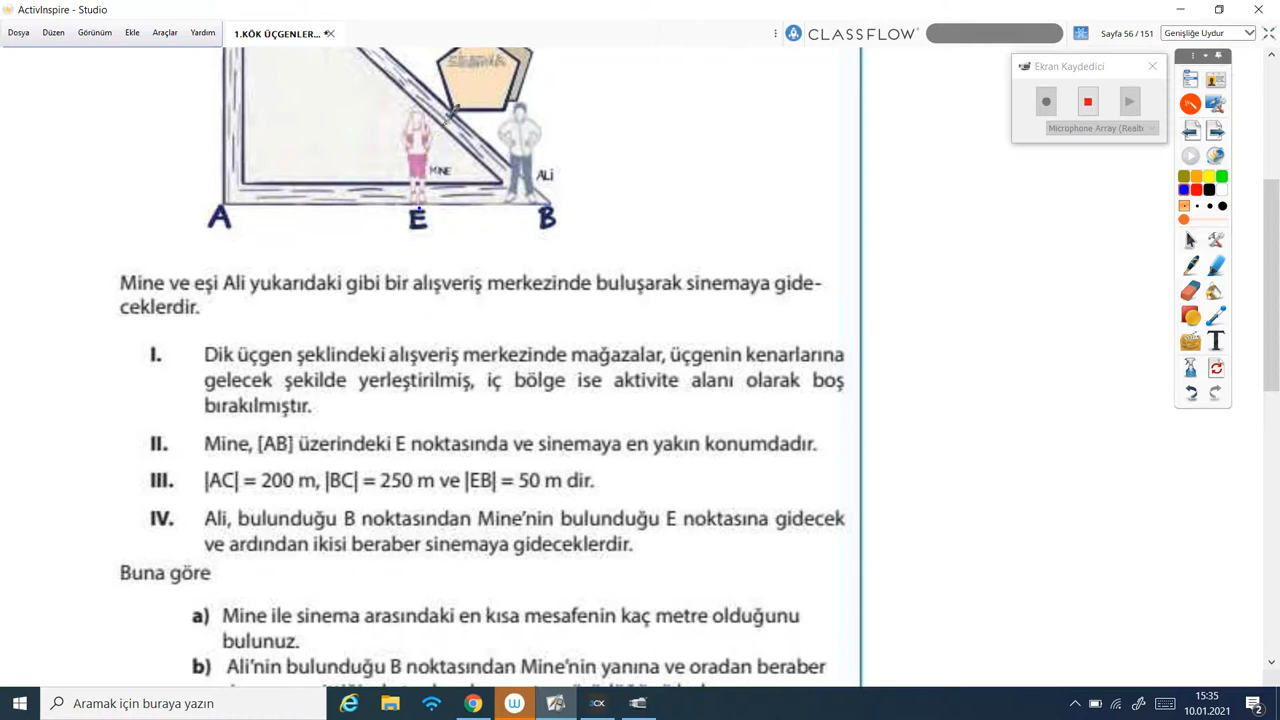 ActivInspire - Studio
Dosya Düzen Görünüm Ekle Araçlar Yardım
1.KÖK ÜÇGENLER...
CLASSFLOW
Sayfa 56 / 151
Genişliğe Uydur
Ekran Kaydedici
Microphone Array (Realt
SİNEMA
MİNE
ALİ
A E B
Mine ve eşi Ali yukarıdaki gibi bir alışveriş merkezinde buluşarak sinemaya gide-
ceklerdir.
I. Dik üçgen şeklindeki alışveriş merkezinde mağazalar, üçgenin kenarlarına
gelecek şekilde yerleştirilmiş, iç bölge ise aktivite alanı olarak boş
bırakılmıştır.
II. Mine, [AB] üzerindeki E noktasında ve sinemaya en yakın konumdadır.
III. |AC| = 200 m, |BC| = 250 m ve |EB| = 50 m dir.
IV. Ali, bulunduğu B noktasından Mine'nin bulunduğu E noktasına gidecek
ve ardından ikisi beraber sinemaya gideceklerdir.
Buna göre
a) Mine ile sinema arasındaki en kısa mesafenin kaç metre olduğunu
bulunuz.
b) Ali'nin bulunduğu B noktasından Mine'nin yanına ve oradan beraber
Aramak için buraya yazın
15:35
10.01.2021
2